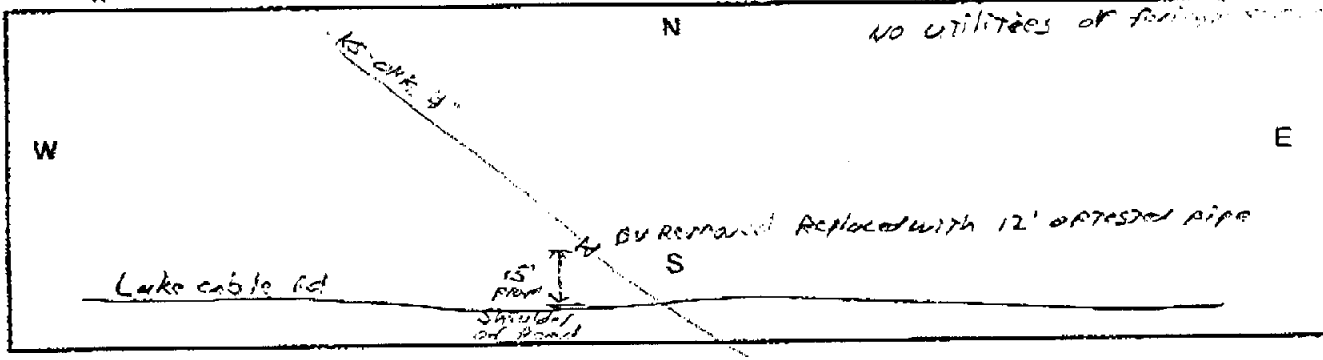 N
NO UTILITIES OF
W
E
BV Removed Replaced with 12' of Tested pipe
S
Lake cable Rd
15'
From
Shoulder
of Road